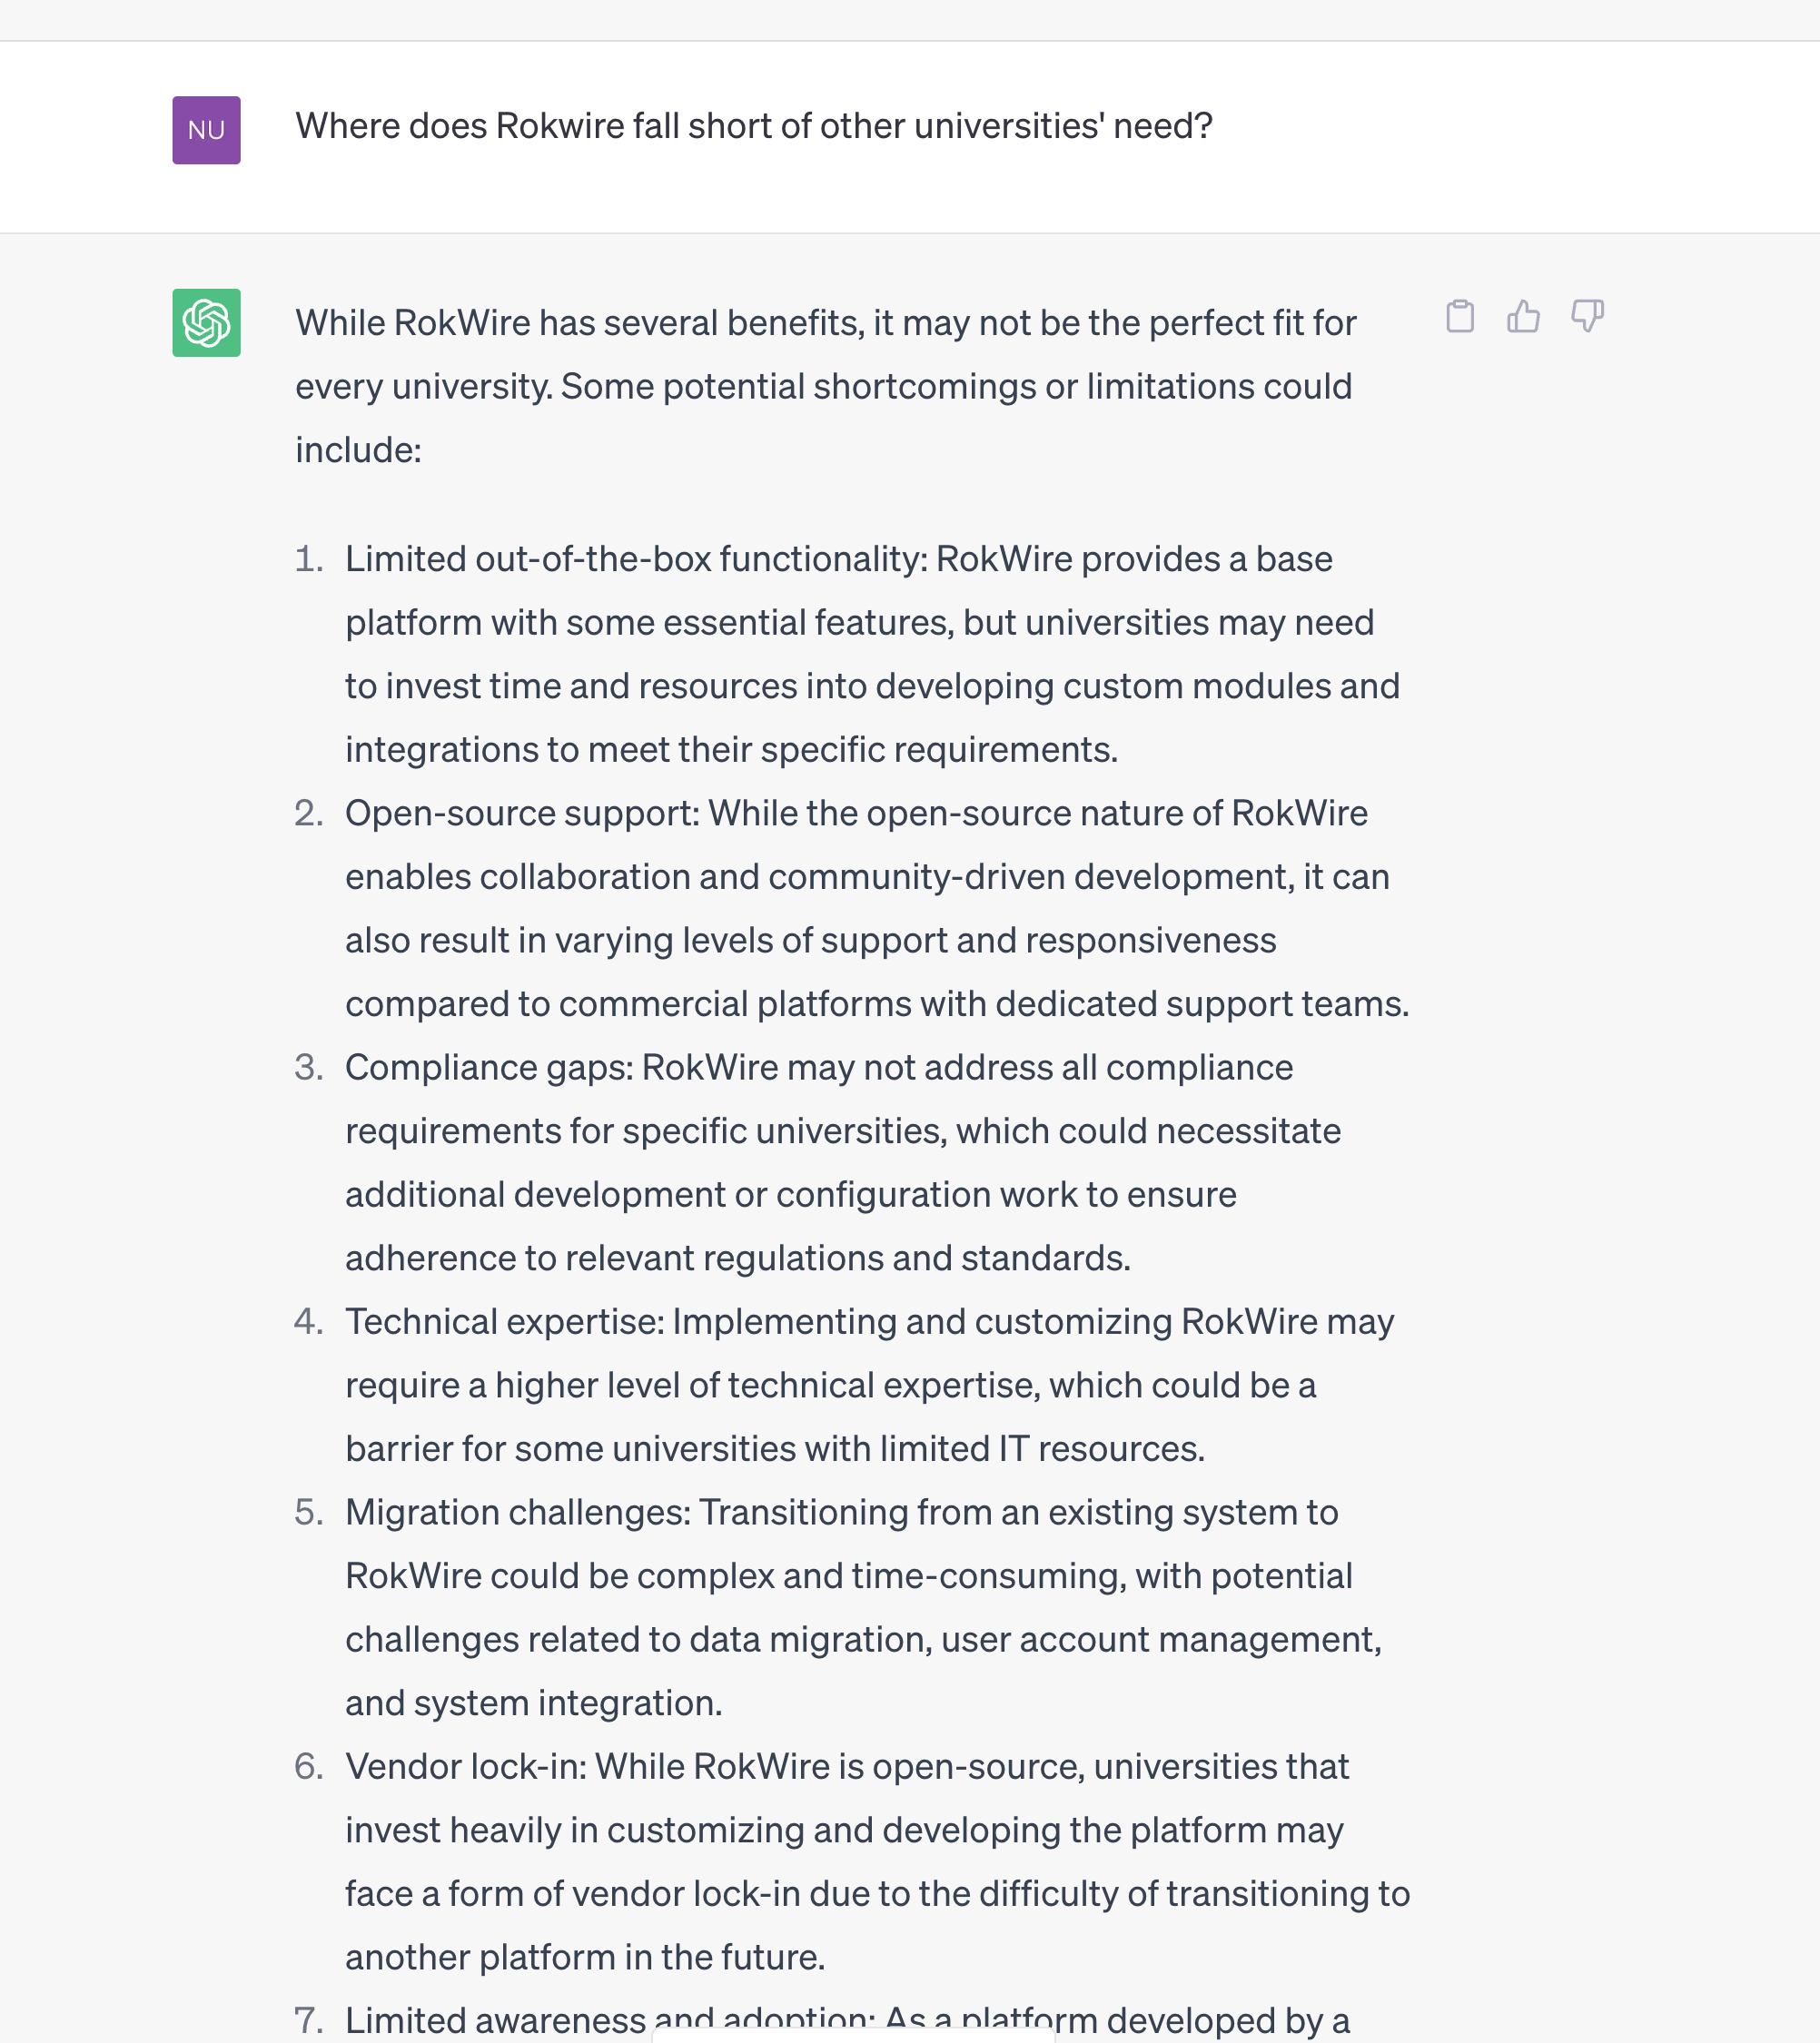 NU
Where does Rokwire fall short of other universities' need?
While RokWire has several benefits, it may not be the perfect fit for
every university. Some potential shortcomings or limitations could
include:
1. Limited out-of-the-box functionality: RokWire provides a base
platform with some essential features, but universities may need
to invest time and resources into developing custom modules and
integrations to meet their specific requirements.
2. Open-source support: While the open-source nature of RokWire
enables collaboration and community-driven development, it can
also result in varying levels of support and responsiveness
compared to commercial platforms with dedicated support teams.
3. Compliance gaps: RokWire may not address all compliance
requirements for specific universities, which could necessitate
additional development or configuration work to ensure
adherence to relevant regulations and standards.
4. Technical expertise: Implementing and customizing RokWire may
require a higher level of technical expertise, which could be a
barrier for some universities with limited IT resources.
5. Migration challenges: Transitioning from an existing system to
RokWire could be complex and time-consuming, with potential
challenges related to data migration, user account management,
and system integration.
6. Vendor lock-in: While RokWire is open-source, universities that
invest heavily in customizing and developing the platform may
face a form of vendor lock-in due to the difficulty of transitioning to
another platform in the future.
7. Limited awareness and adoption: As a platform developed by a